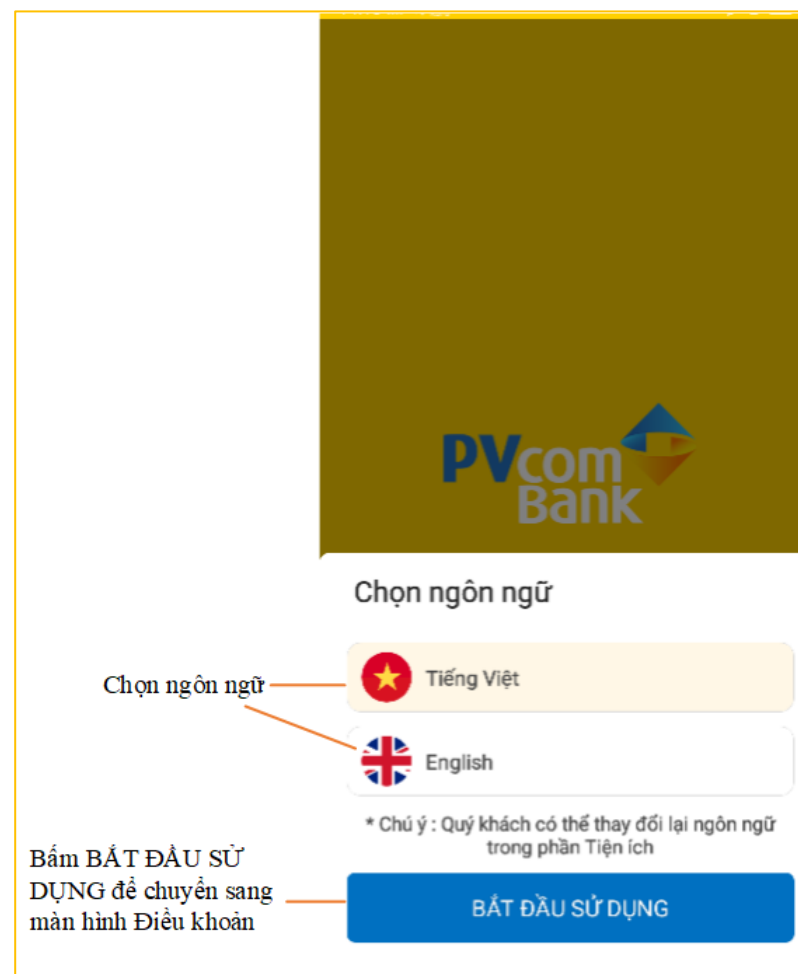 PVcom
Bank
Chọn ngôn ngữ
Chọn ngôn ngữ
Tiếng Việt
English
* Chú ý : Quý khách có thể thay đổi lại ngôn ngữ
trong phần Tiện ích
Bấm BẮT ĐẦU SỬ
DỤNG để chuyển sang
màn hình Điều khoản
BẮT ĐẦU SỬ DỤNG